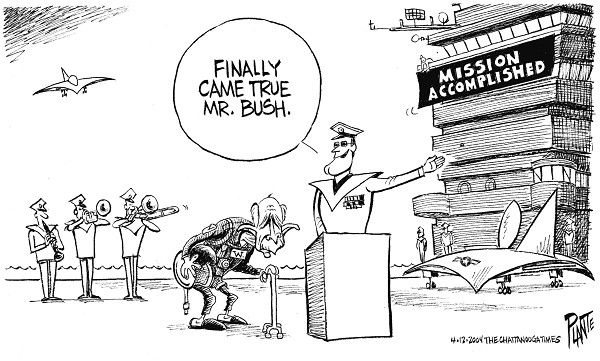 FINALLY
CAME TRUE
MR. BUSH.
MISSION
ACCOMPLISHED
4-12-2004 THE CHATTANOOGA TIMES
PLANTE